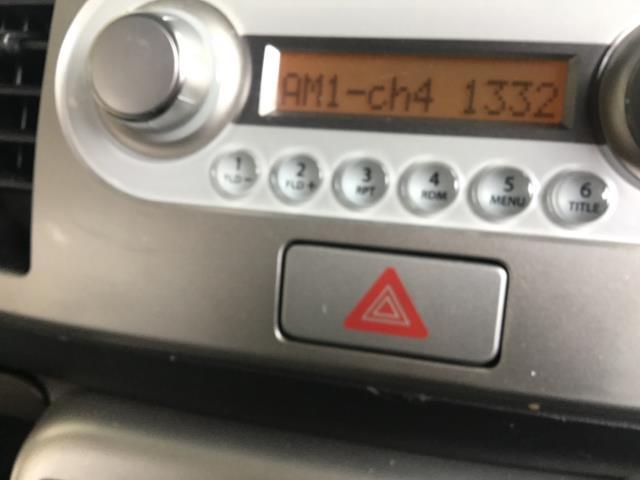 AM1-ch4 1332
1 2 3 4 5 6
FLD- FLD+ RPT RDM MENU TITLE